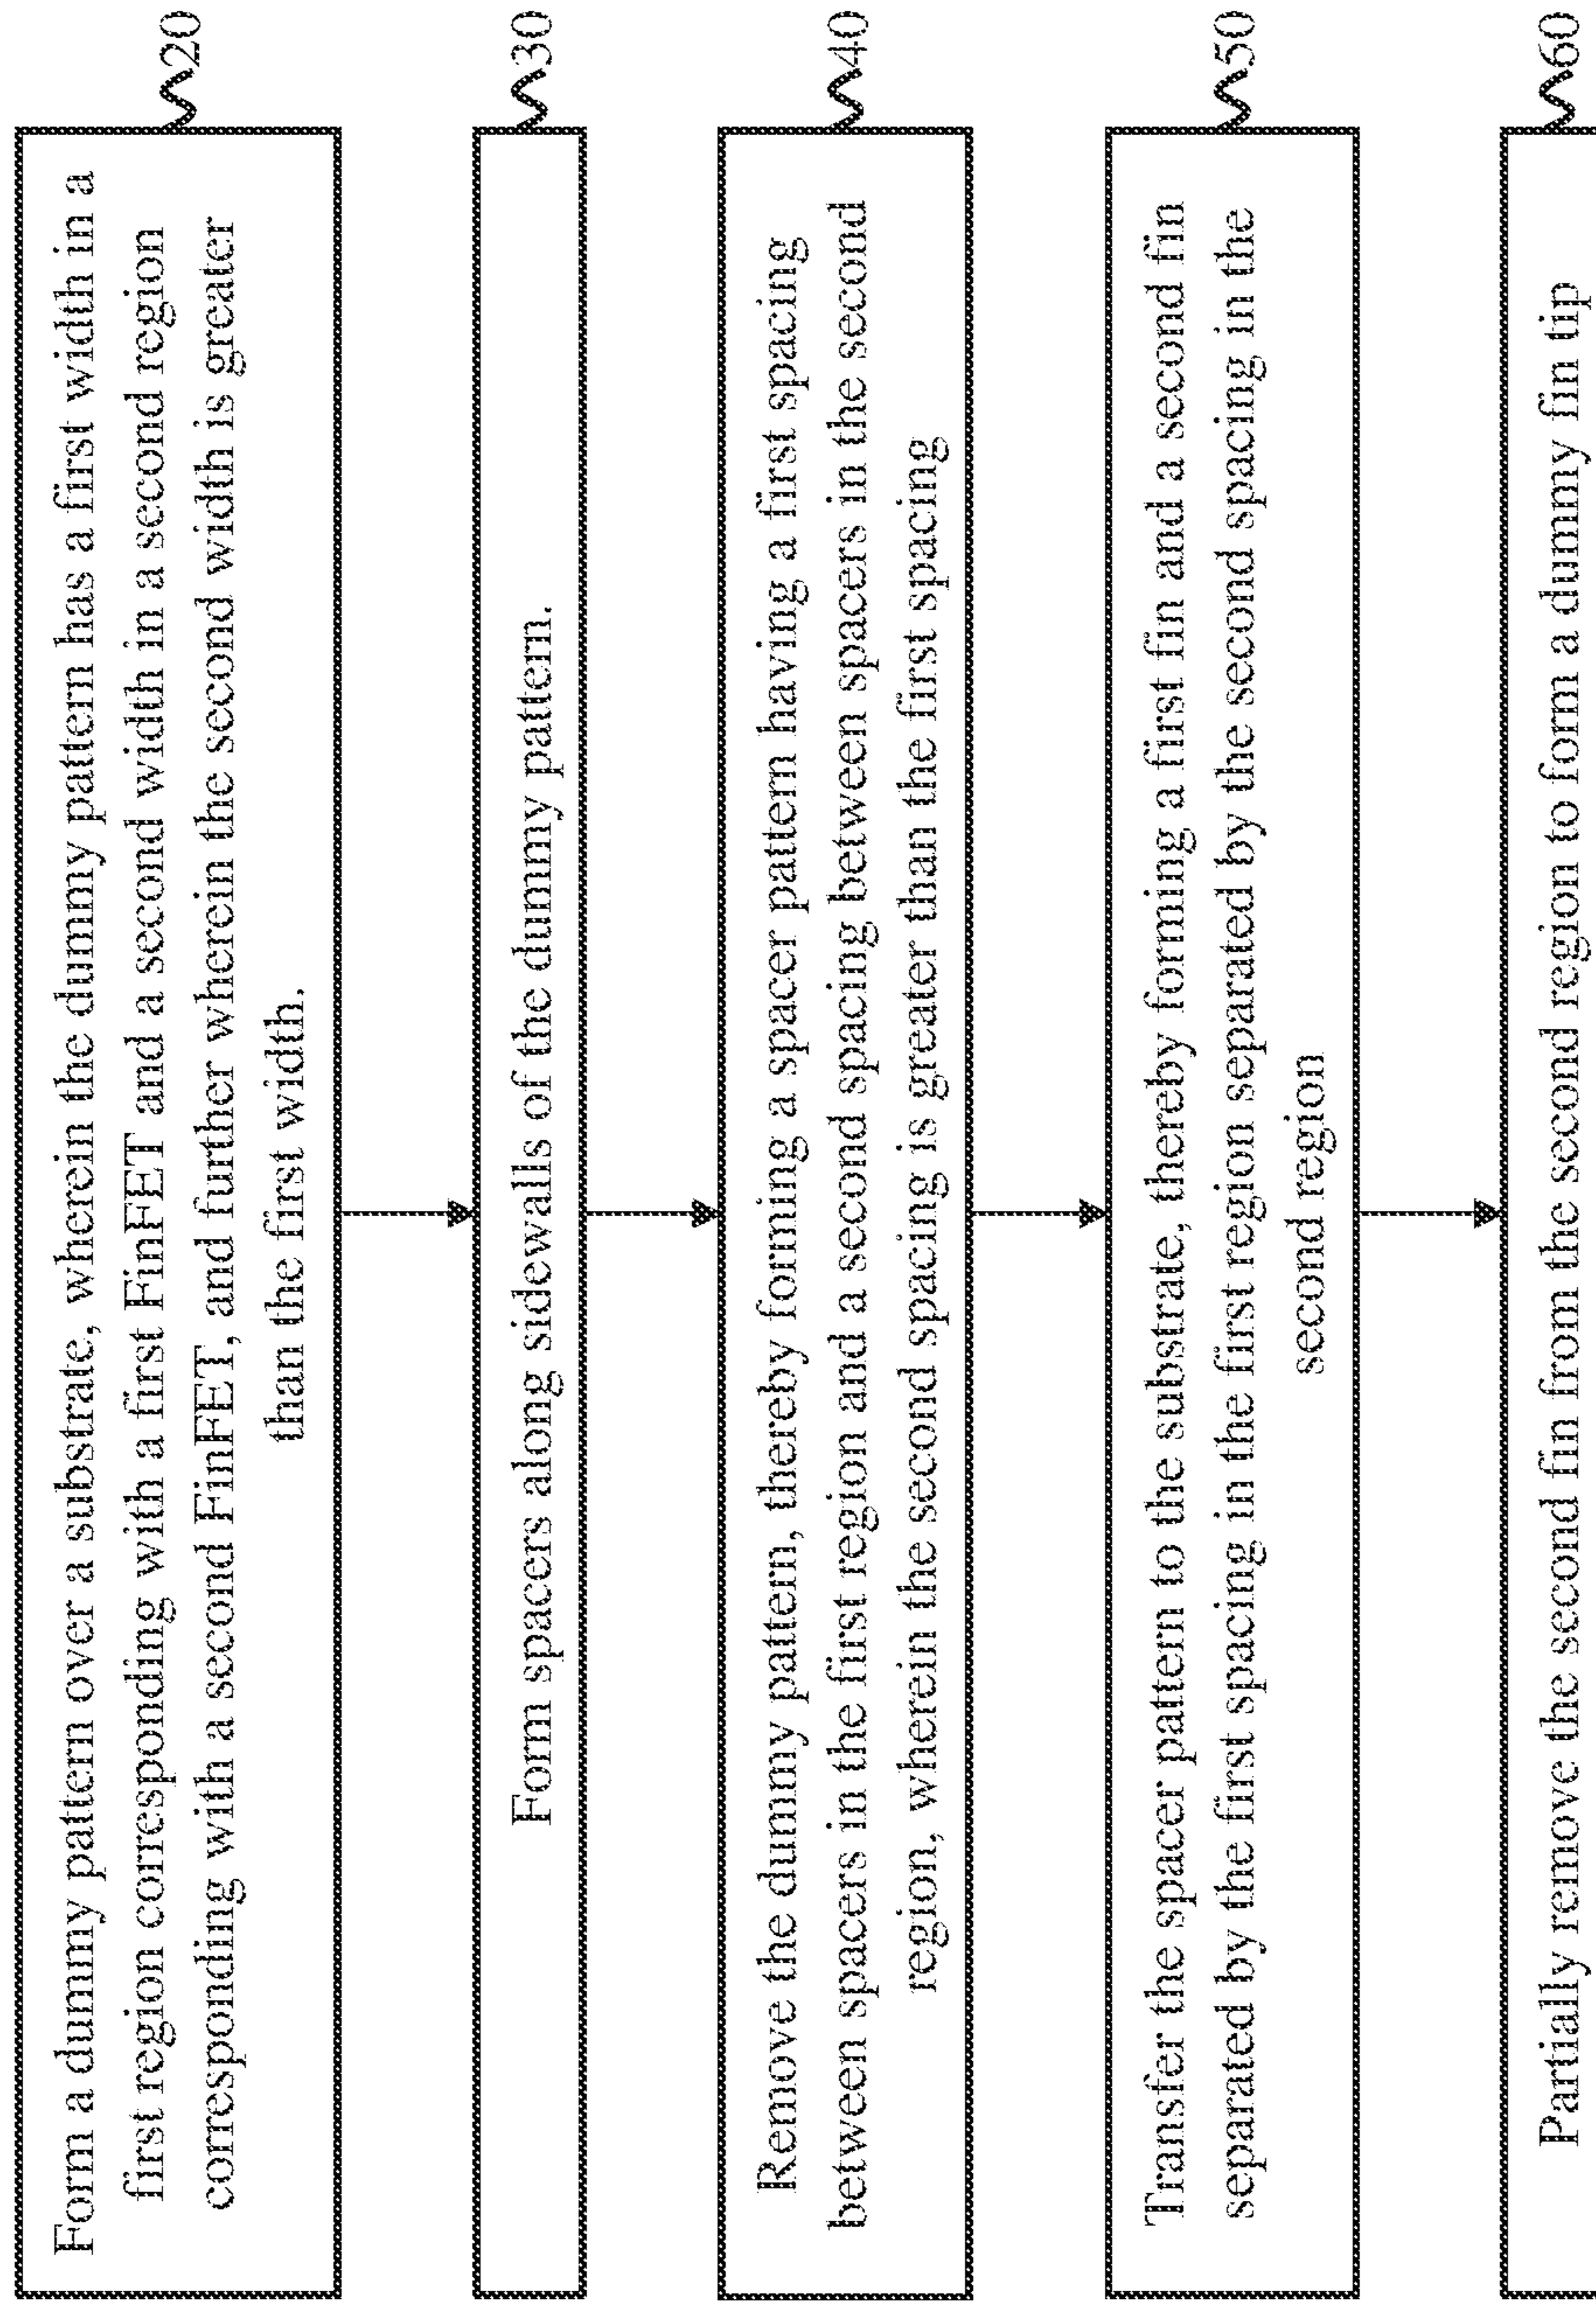 Form a dummy pattern over a substrate, wherein the dummy pattern has a first width in a
first region corresponding with a first FinFET and a second width in a second region
corresponding with a second FinFET, and further wherein the second width is greater
than the first width.
20
Form spacers along sidewalls of the dummy pattern.
30
Remove the dummy pattern, thereby forming a spacer pattern having a first spacing
between spacers in the first region and a second spacing between spacers in the second
region, wherein the second spacing is greater than the first spacing
40
Transfer the spacer pattern to the substrate, thereby forming a first fin and a second fin
separated by the first spacing in the first region separated by the second spacing in the
second region
50
Partially remove the second fin from the second region to form a dummy fin tip
60